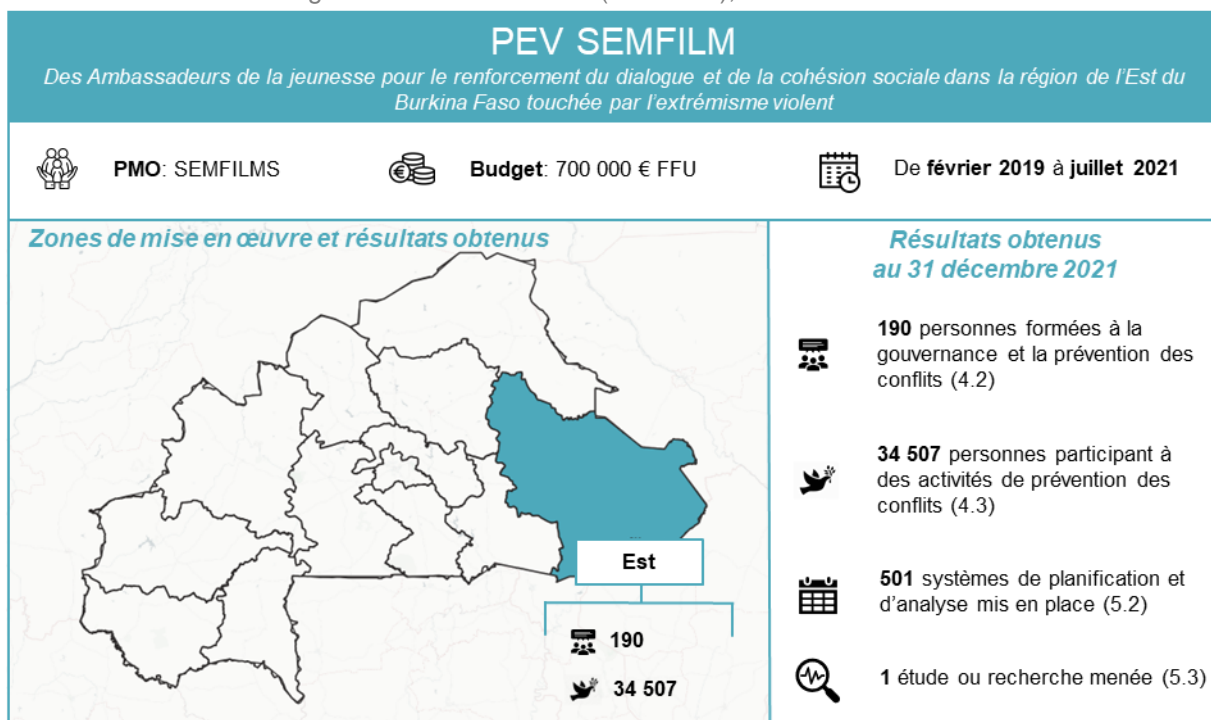 PEV SEMFILM
Des Ambassadeurs de la jeunesse pour le renforcement du dialogue et de la cohésion sociale dans la région de l'Est du
Burkina Faso touchée par l'extrémisme violent
PMO: SEMFILMS
Budget: 700 000 € FFU
De février 2019 à juillet 2021
Zones de mise en œuvre et résultats obtenus
Est
190
34 507
Résultats obtenus
au 31 décembre 2021
190 personnes formées à la
gouvernance et la prévention des
conflits (4.2)
34 507 personnes participant à
des activités de prévention des
conflits (4.3)
501 systèmes de planification et
d'analyse mis en place (5.2)
1 étude ou recherche menée (5.3)